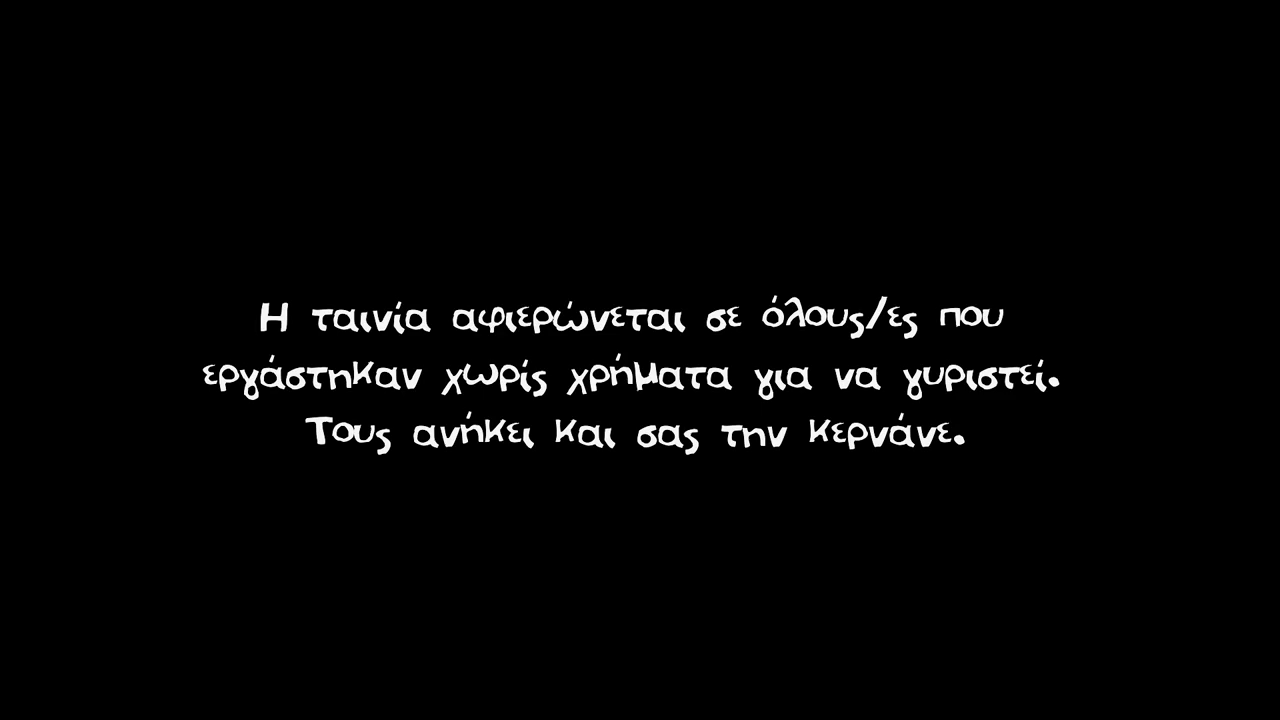 Η ταινία αφιερώνεται σε όλους/ες που
εργάστηκαν χωρίς χρήματα για να γυριστεί.
Τους ανήκει και σας την κερνάνε.